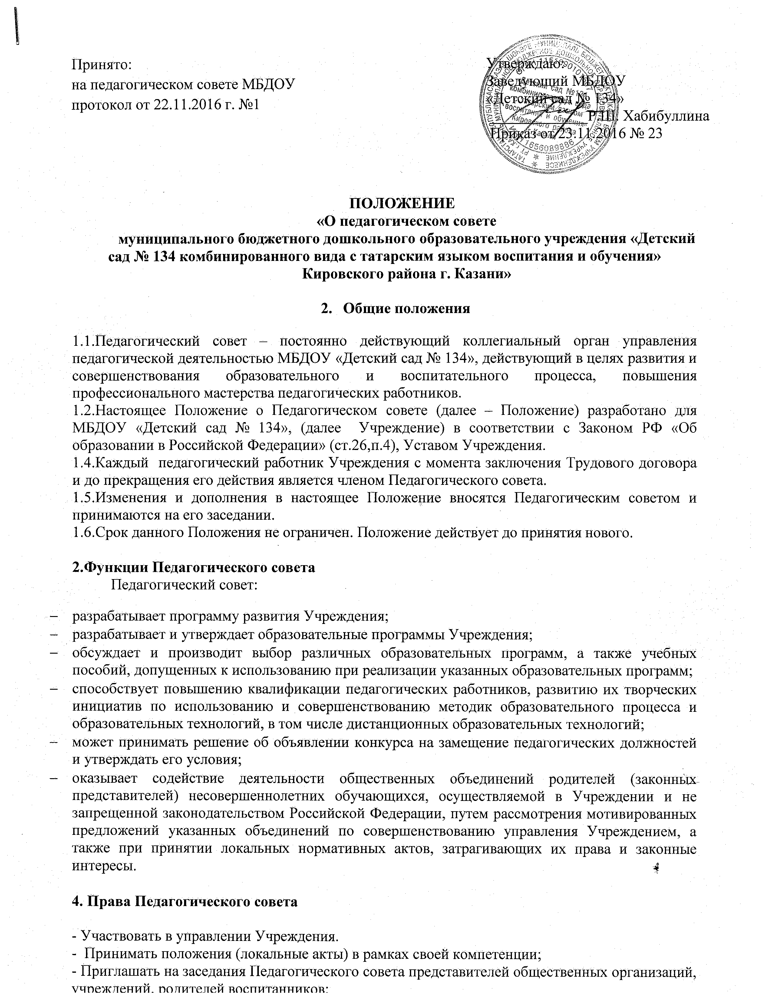 Принято:
на педагогическом совете МБДОУ
протокол от 22.11.2016 г. №1
Утверждаю:
Заведующий МБДОУ
«Детский сад № 134»
Р.Ш. Хабибуллина
Приказ от 23.11.2016 № 23
ПОЛОЖЕНИЕ
«О педагогическом совете
муниципального бюджетного дошкольного образовательного учреждения «Детский
сад № 134 комбинированного вида с татарским языком воспитания и обучения»
Кировского района г. Казани»
2. Общие положения
1.1.Педагогический совет – постоянно действующий коллегиальный орган управления
педагогической деятельностью МБДОУ «Детский сад № 134», действующий в целях развития и
совершенствования образовательного и воспитательного процесса, повышения
профессионального мастерства педагогических работников.
1.2.Настоящее Положение о Педагогическом совете (далее – Положение) разработано для
МБДОУ «Детский сад № 134», (далее Учреждение) в соответствии с Законом РФ «Об
образовании в Российской Федерации» (ст.26,п.4), Уставом Учреждения.
1.4.Каждый педагогический работник Учреждения с момента заключения Трудового договора
и до прекращения его действия является членом Педагогического совета.
1.5.Изменения и дополнения в настоящее Положение вносятся Педагогическим советом и
принимаются на его заседании.
1.6.Срок данного Положения не ограничен. Положение действует до принятия нового.
2.Функции Педагогического совета
Педагогический совет:
– разрабатывает программу развития Учреждения;
– разрабатывает и утверждает образовательные программы Учреждения;
– обсуждает и производит выбор различных образовательных программ, а также учебных
пособий, допущенных к использованию при реализации указанных образовательных программ;
– способствует повышению квалификации педагогических работников, развитию их творческих
инициатив по использованию и совершенствованию методик образовательного процесса и
образовательных технологий, в том числе дистанционных образовательных технологий;
– может принимать решение об объявлении конкурса на замещение педагогических должностей
и утверждать его условия;
– оказывает содействие деятельности общественных объединений родителей (законных
представителей) несовершеннолетних обучающихся, осуществляемой в Учреждении и не
запрещенной законодательством Российской Федерации, путем рассмотрения мотивированных
предложений указанных объединений по совершенствованию управления Учреждением, а
также при принятии локальных нормативных актов, затрагивающих их права и законные
интересы.
4. Права Педагогического совета
- Участвовать в управлении Учреждения.
- Принимать положения (локальные акты) в рамках своей компетенции;
- Приглашать на заседания Педагогического совета представителей общественных организаций,
учреждений, родителей воспитанников;